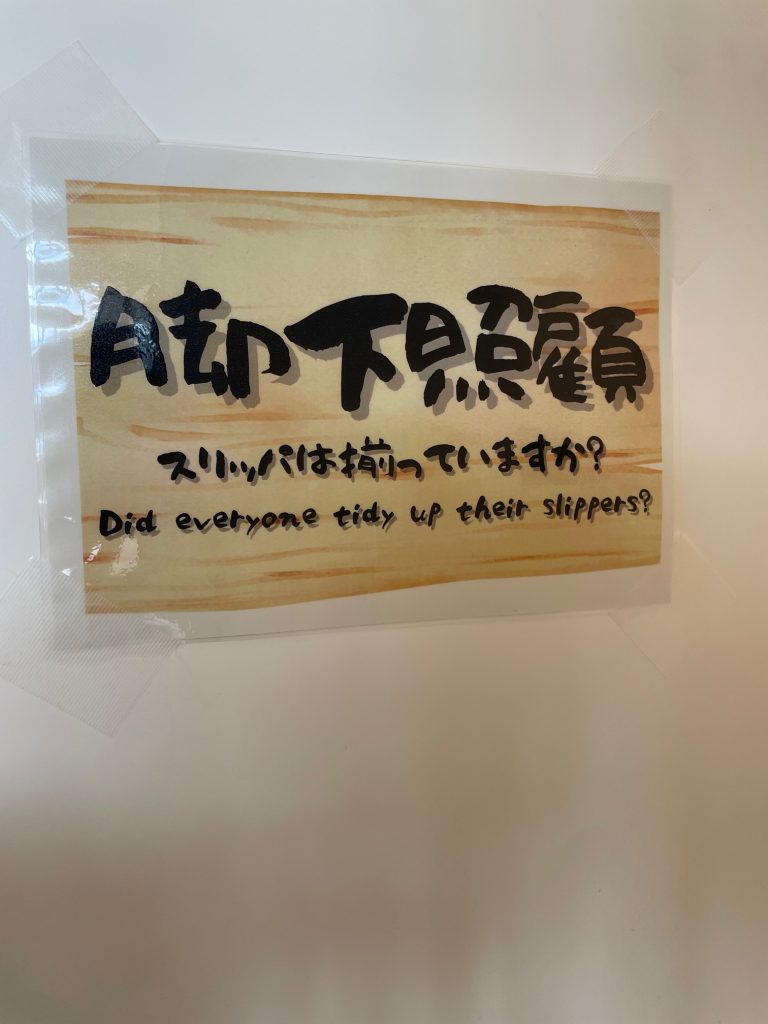 脚下照顧
スリッパは揃っていますか?
Did everyone tidy up their slippers?